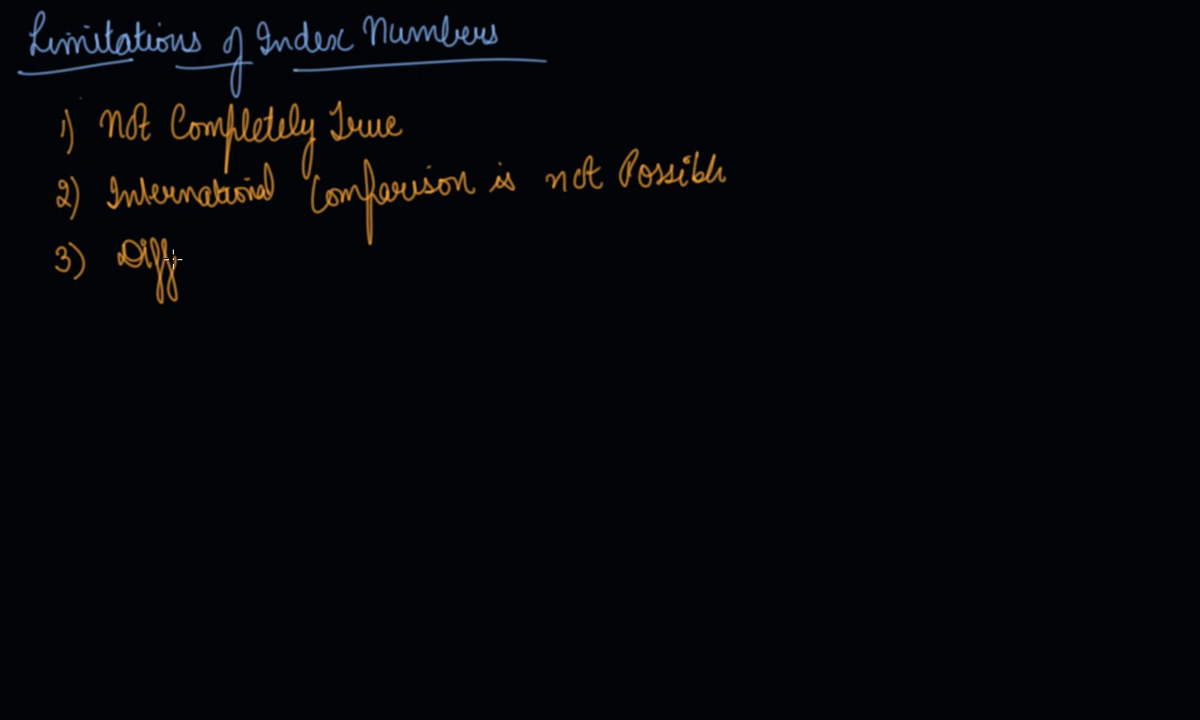 Limitations of Index Numbers
1) Not Completely True
2) International Comparison is not Possible
3) Diff